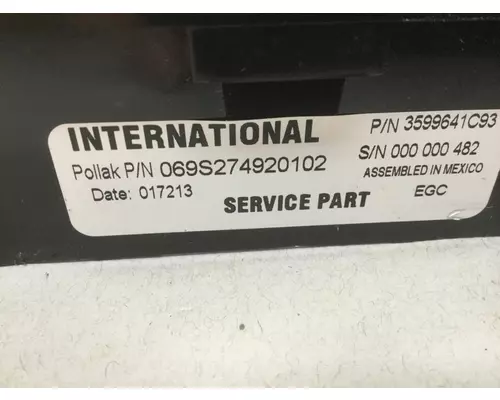 INTERNATIONAL P/N 3599641C93
Pollak P/N 069S274920102 S/N 000 000 482
Date: 017213 ASSEMBLED IN MEXICO
SERVICE PART EGC